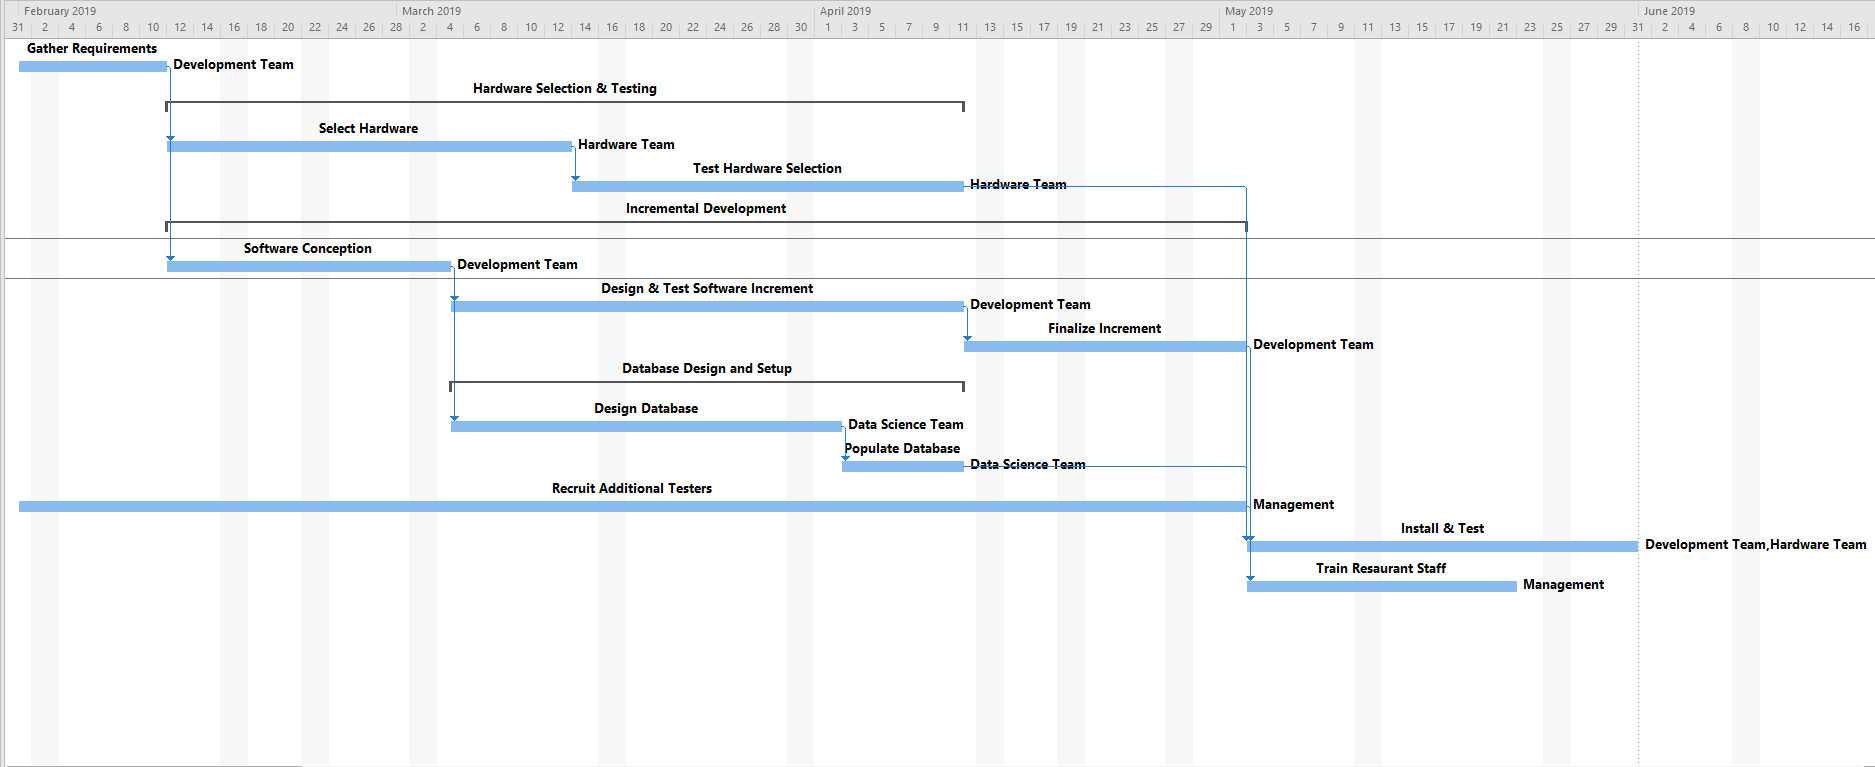 February 2019 March 2019 April 2019 May 2019 June 2019
31 2 4 6 8 10 12 14 16 18 20 22 24 26 28 2 4 6 8 10 12 14 16 18 20 22 24 26 28 30 1 3 5 7 9 11 13 15 17 19 21 23 25 27 29 1 3 5 7 9 11 13 15 17 19 21 23 25 27 29 31 2 4 6 8 10 12 14 16
Gather Requirements
Development Team
Hardware Selection & Testing
Select Hardware
Hardware Team
Test Hardware Selection
Hardware Team
Incremental Development
Software Conception
Development Team
Design & Test Software Increment
Development Team
Finalize Increment
Development Team
Database Design and Setup
Design Database
Data Science Team
Populate Database
Data Science Team
Recruit Additional Testers
Management
Install & Test
Development Team,Hardware Team
Train Resaurant Staff
Management